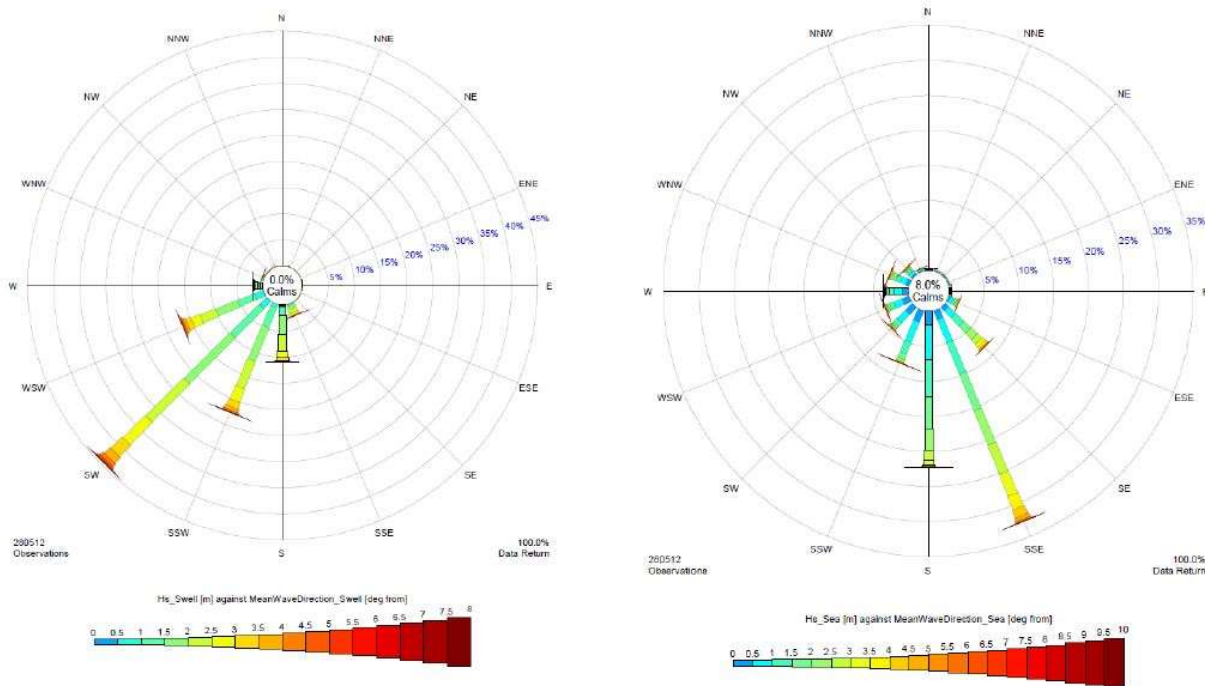 N
NNE
NE
ENE
E
ESE
SE
SSE
S
SSW
SW
WSW
W
WNW
NW
NNW
5%
10%
15%
20%
25%
30%
35%
40%
45%
0.0%
Calms
280512
Observations
100.0%
Data Return
Hs_Swell [m] against MeanWaveDirection_Swell [deg from]
0 0.5 1 1.5 2 2.5 3 3.5 4 4.5 5 5.5 6 6.5 7 7.5 8
N
NNE
NE
ENE
E
ESE
SE
SSE
S
SSW
SW
WSW
W
WNW
NW
NNW
5%
10%
15%
20%
25%
30%
35%
8.0%
Calms
280512
Observations
100.0%
Data Return
Hs_Sea [m] against MeanWaveDirection_Sea [deg from]
0 0.5 1 1.5 2 2.5 3 3.5 4 4.5 5 5.5 6 6.5 7 7.5 8 8.5 9 9.5 10